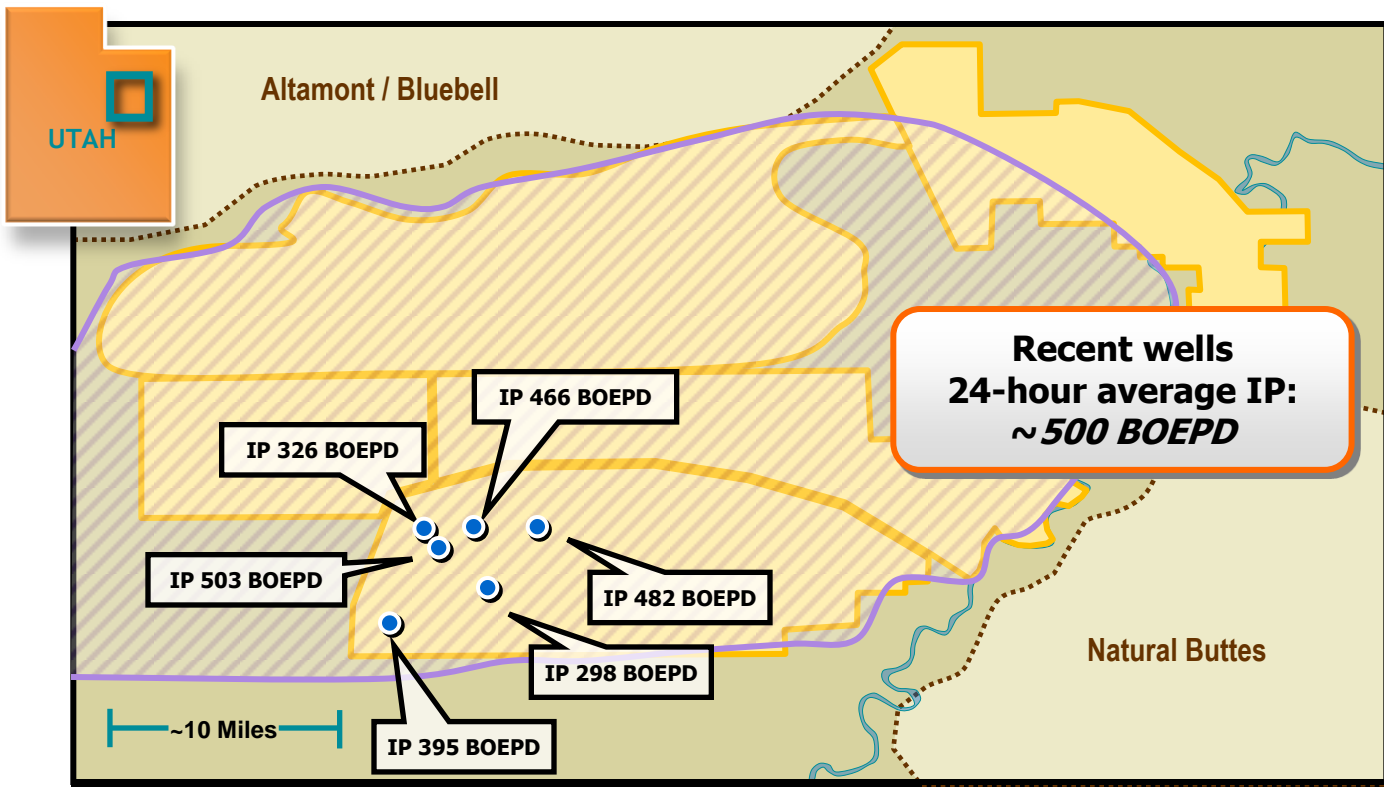 Altamont / Bluebell
UTAH
Recent wells
24-hour average IP:
~500 BOEPD
IP 466 BOEPD
IP 326 BOEPD
IP 503 BOEPD
IP 482 BOEPD
IP 298 BOEPD
Natural Buttes
~10 Miles
IP 395 BOEPD